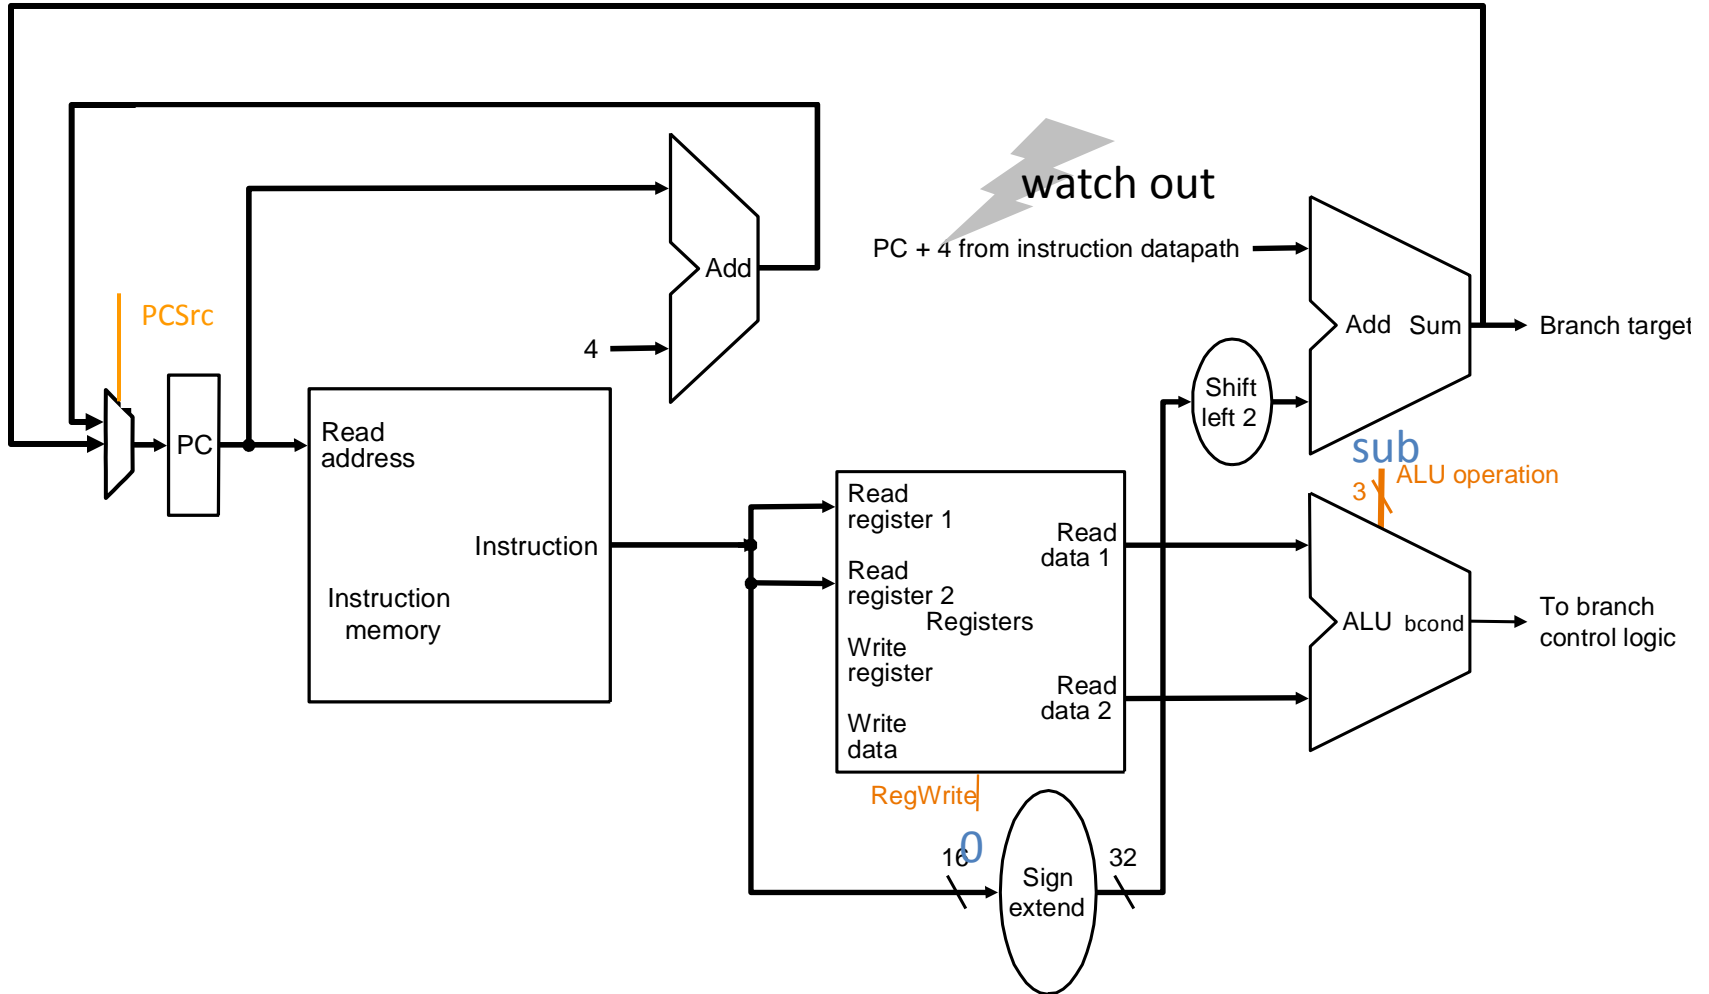 watch out
PC + 4 from instruction datapath
Add
PCSrc
4
Add Sum
Branch target
Shift
left 2
PC
Read
address
Instruction
Instruction
memory
sub
ALU operation
3
Read
register 1
Read
data 1
Read
register 2
Registers
Write
register
Read
data 2
Write
data
ALU bcond
To branch
control logic
RegWrite
0
16
32
Sign
extend